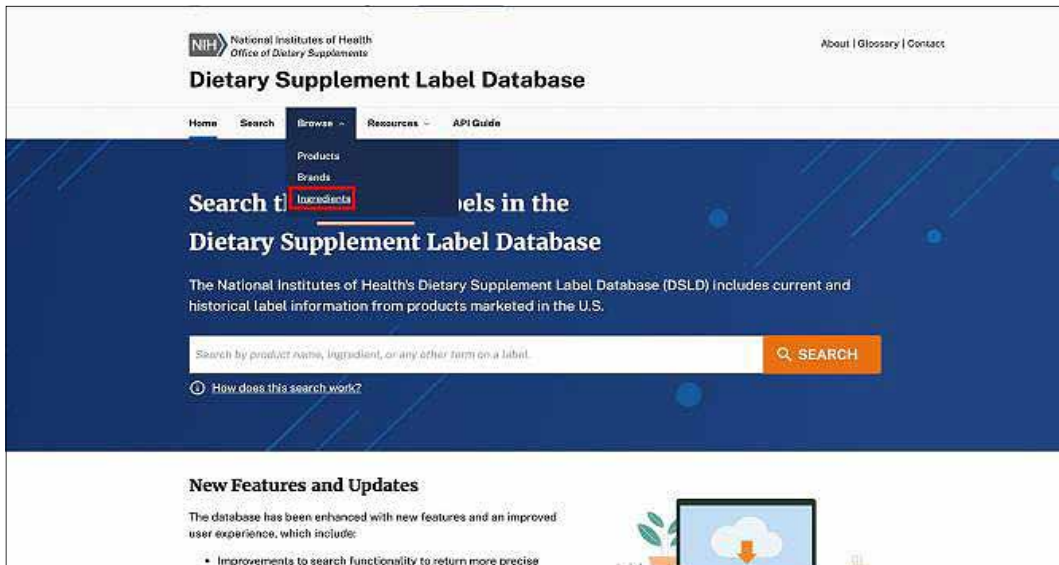 NIH National Institutes of Health
Office of Dietary Supplements
About | Glossary | Contact
Dietary Supplement Label Database
Home Search Browse Resources API Guide
Products
Brands
Ingredients
Search t els in the
Dietary Supplement Label Database
The National Institutes of Health's Dietary Supplement Label Database (DSLD) includes current and
historical label information from products marketed in the U.S.
Search by product name, ingredient, or any other term on a label.
SEARCH
How does this search work?
New Features and Updates
The database has been enhanced with new features and an improved
user experience, which include:
• Improvements to search functionality to return more precise